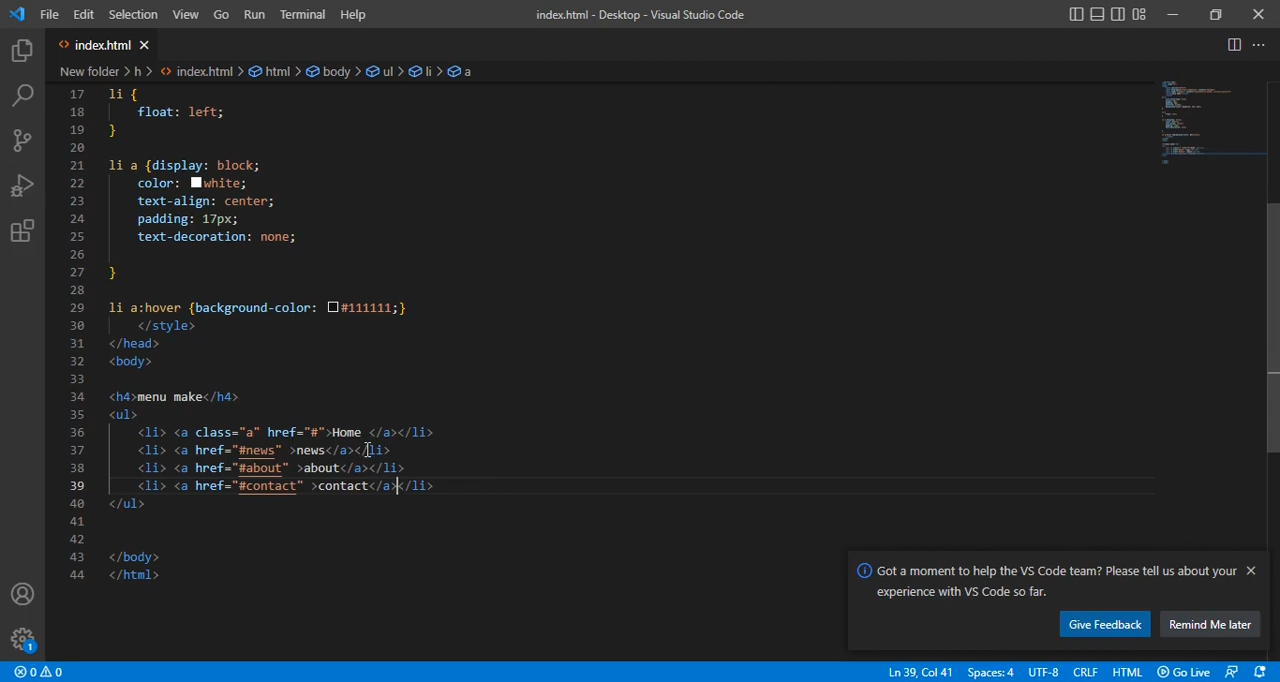 File Edit Selection View Go Run Terminal Help index.html - Desktop - Visual Studio Code
index.html
New folder > h > index.html > html > body > ul > li > a
17 li {
18 float: left;
19 }
20
21 li a {display: block;
22 color: white;
23 text-align: center;
24 padding: 17px;
25 text-decoration: none;
26
27 }
28
29 li a:hover {background-color: #111111;}
30 </style>
31 </head>
32 <body>
33
34 <h4>menu make</h4>
35 <ul>
36 <li> <a class="a" href="#">Home </a></li>
37 <li> <a href="#news" >news</a></li>
38 <li> <a href="#about" >about</a></li>
39 <li> <a href="#contact" >contact</a></li>
40 </ul>
41
42
43 </body>
44 </html>
Got a moment to help the VS Code team? Please tell us about your
experience with VS Code so far.
Give Feedback Remind Me later
1
0 0 Ln 39, Col 41 Spaces: 4 UTF-8 CRLF HTML Go Live